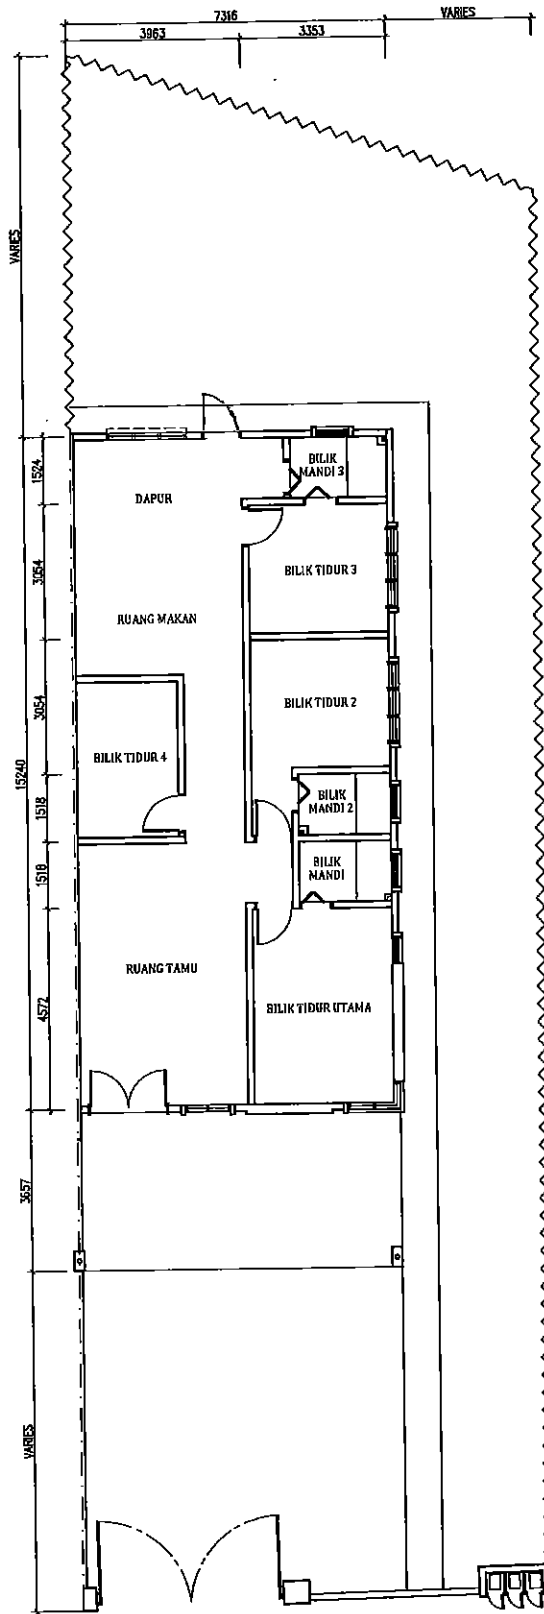 7316
VARIES
3963
3353
VARIES
1524
BILIK
MANDI 3
DAPUR
3054
BILIK TIDUR 3
RUANG MAKAN
3054
BILIK TIDUR 2
15240
BILIK TIDUR 4
1518
BILIK
MANDI 2
1518
BILIK
MANDI
RUANG TAMU
4572
BILIK TIDUR UTAMA
3657
VARIES